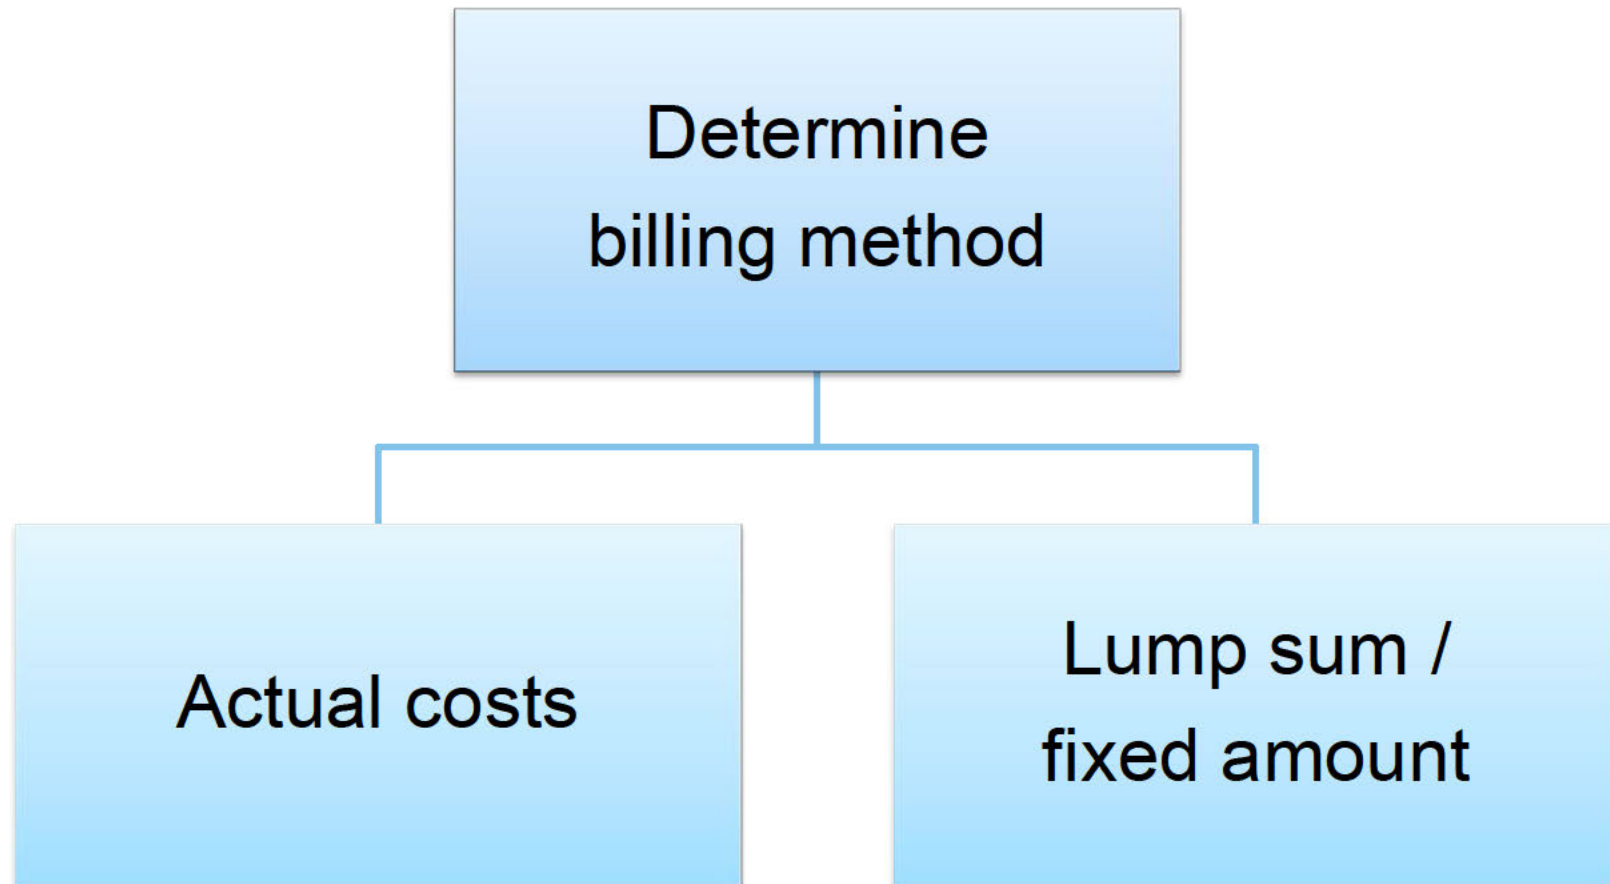 Determine
billing method
Actual costs
Lump sum /
fixed amount